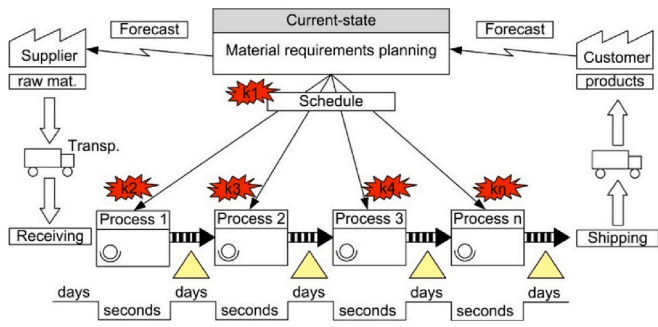 Forecast
Current-state
Forecast
Supplier
Material requirements planning
Customer
raw mat.
k1
Schedule
products
Transp.
k2
k3
k4
kn
Receiving
Process 1
Process 2
Process 3
Process n
Shipping
days
seconds
days
seconds
days
seconds
days
seconds
days